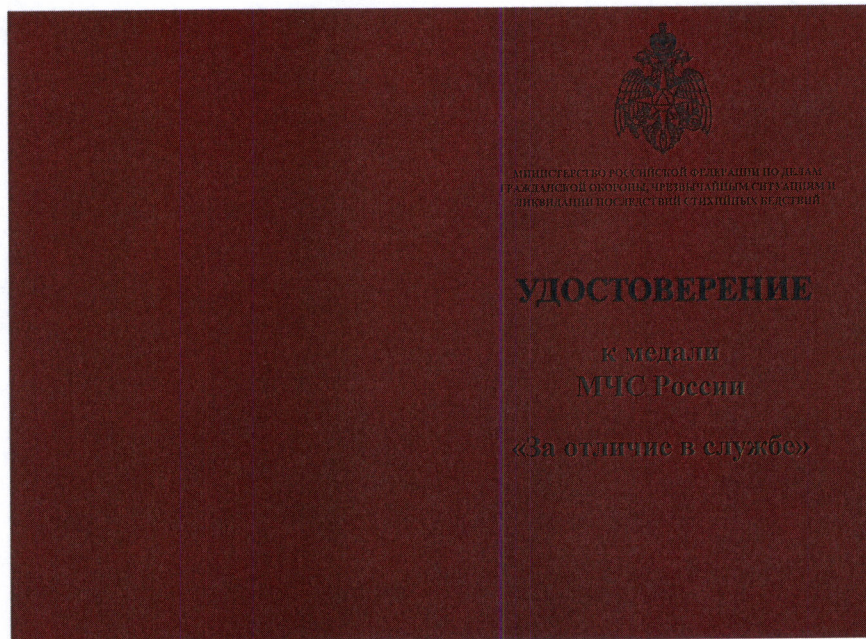 МИНИСТЕРСТВО РОССИЙСКОЙ ФЕДЕРАЦИИ ПО ДЕЛАМ
ГРАЖДАНСКОЙ ОБОРОНЫ, ЧРЕЗВЫЧАЙНЫМ СИТУАЦИЯМ И
ЛИКВИДАЦИИ ПОСЛЕДСТВИЙ СТИХИЙНЫХ БЕДСТВИЙ
УДОСТОВЕРЕНИЕ
к медали
МЧС России
«За отличие в службе»